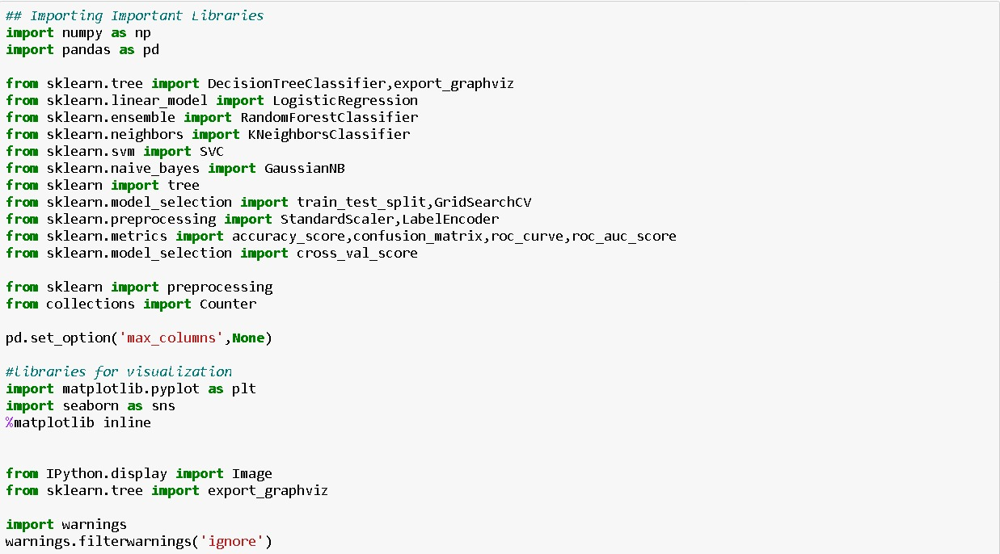 ## Importing Important Libraries
import numpy as np
import pandas as pd
from sklearn.tree import DecisionTreeClassifier,export_graphviz
from sklearn.linear_model import LogisticRegression
from sklearn.ensemble import RandomForestClassifier
from sklearn.neighbors import KNeighborsClassifier
from sklearn.svm import SVC
from sklearn.naive_bayes import GaussianNB
from sklearn import tree
from sklearn.model_selection import train_test_split,GridSearchCV
from sklearn.preprocessing import StandardScaler,LabelEncoder
from sklearn.metrics import accuracy_score,confusion_matrix,roc_curve,roc_auc_score
from sklearn.model_selection import cross_val_score
from sklearn import preprocessing
from collections import Counter
pd.set_option('max_columns',None)
#libraries for visualization
import matplotlib.pyplot as plt
import seaborn as sns
%matplotlib inline
from IPython.display import Image
from sklearn.tree import export_graphviz
import warnings
warnings.filterwarnings('ignore')